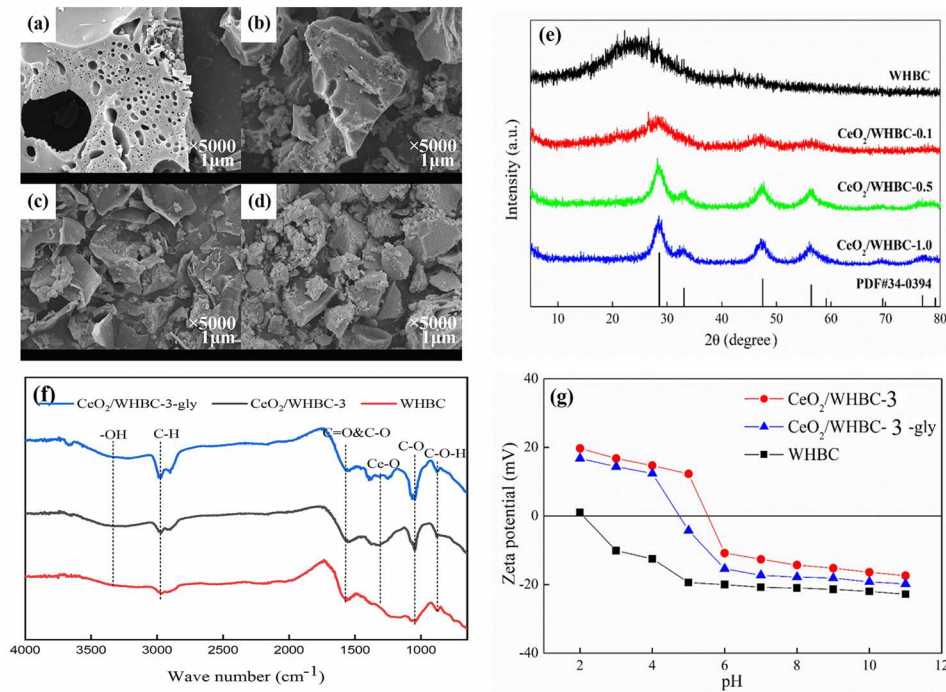 (a)
×5000
1μm
(b)
×5000
1μm
(c)
×5000
1μm
(d)
×5000
1μm
(e)
Intensity (a.u.)
WHBC
CeO₂/WHBC-0.1
CeO₂/WHBC-0.5
CeO₂/WHBC-1.0
PDF#34-0394
10 20 30 40 50 60 70 80
2θ (degree)
(f)
CeO₂/WHBC-3-gly CeO₂/WHBC-3 WHBC
-OH
C-H
C=O&C-O
Ce-O
C-O
C-O-H
4000 3000 2000 1500 1000
Wave number (cm⁻¹)
(g)
CeO₂/WHBC-3
CeO₂/WHBC-3 -gly
WHBC
Zeta potential (mV)
40
20
0
-20
-40
0 2 4 6 8 10 12
pH